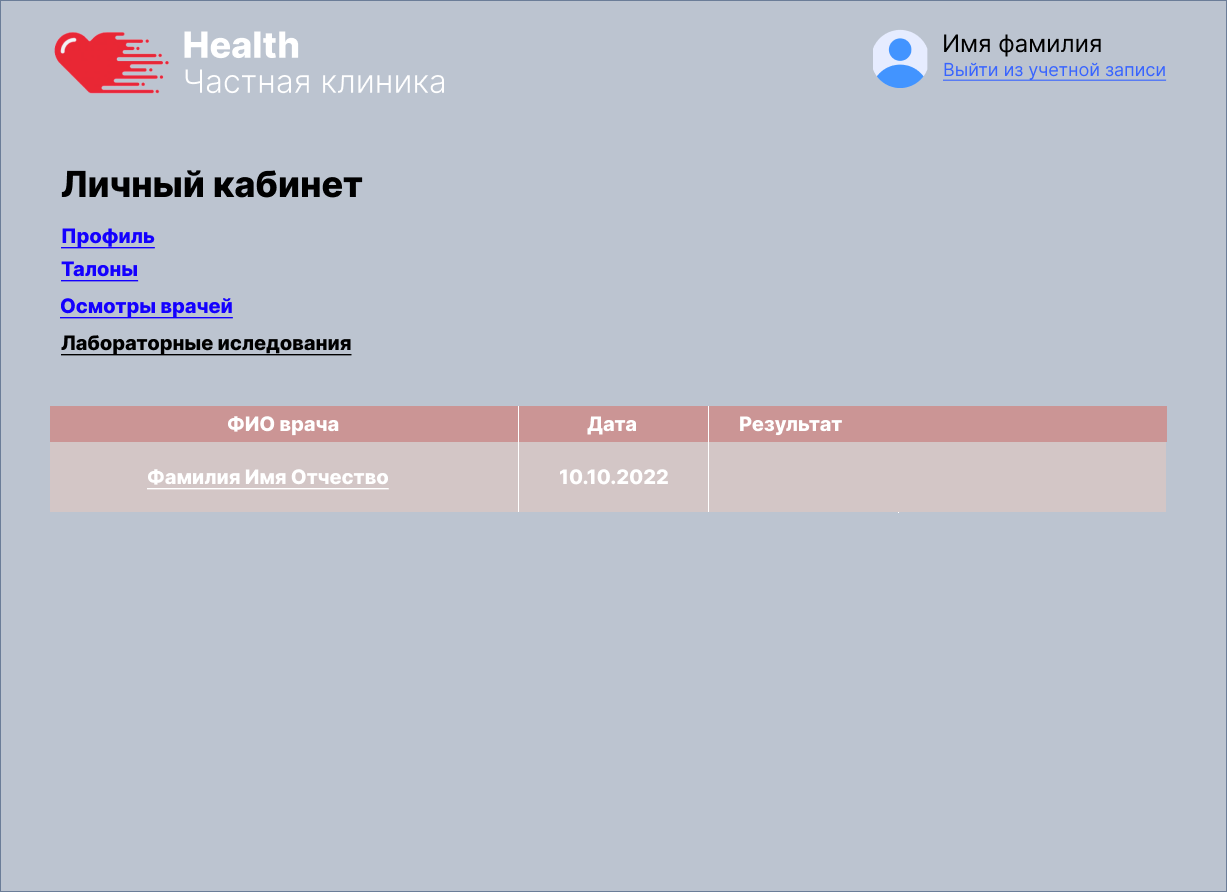 Health
Частная клиника
Имя фамилия
Выйти из учетной записи
Личный кабинет
Профиль
Талоны
Осмотры врачей
Лабораторные иследования
ФИО врача Дата Результат
Фамилия Имя Отчество 10.10.2022